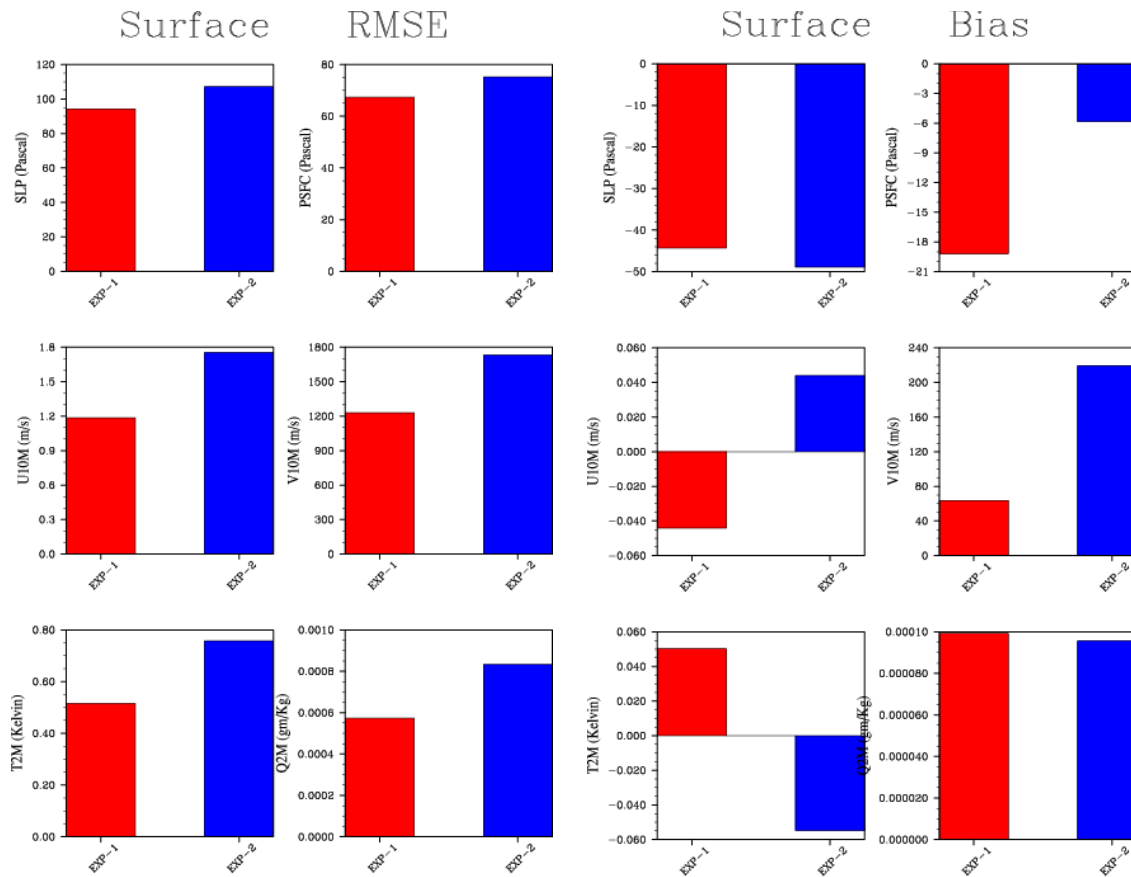 Surface RMSE
Surface Bias
SLP (Pascal)
120
100
80
60
40
20
0
EXP-1
EXP-2
PSFC (Pascal)
80
60
40
20
0
EXP-1
EXP-2
SLP (Pascal)
0
−10
−20
−30
−40
−50
EXP-1
EXP-2
PSFC (Pascal)
0
−3
−6
−9
−12
−15
−18
−21
EXP-1
EXP-2
U10M (m/s)
1.8
1.5
1.2
0.9
0.6
0.3
0.0
EXP-1
EXP-2
V10M (m/s)
1800
1500
1200
900
600
300
0
EXP-1
EXP-2
U10M (m/s)
0.060
0.040
0.020
0.000
−0.020
−0.040
−0.060
EXP-1
EXP-2
V10M (m/s)
240
200
160
120
80
40
0
EXP-1
EXP-2
T2M (Kelvin)
0.80
0.60
0.40
0.20
0.00
EXP-1
EXP-2
Q2M (gm/Kg)
0.0010
0.0008
0.0006
0.0004
0.0002
0.0000
EXP-1
EXP-2
T2M (Kelvin)
0.060
0.040
0.020
0.000
−0.020
−0.040
−0.060
EXP-1
EXP-2
Q2M (gm/Kg)
0.00010
0.000080
0.000060
0.000040
0.000020
0.000000
EXP-1
EXP-2